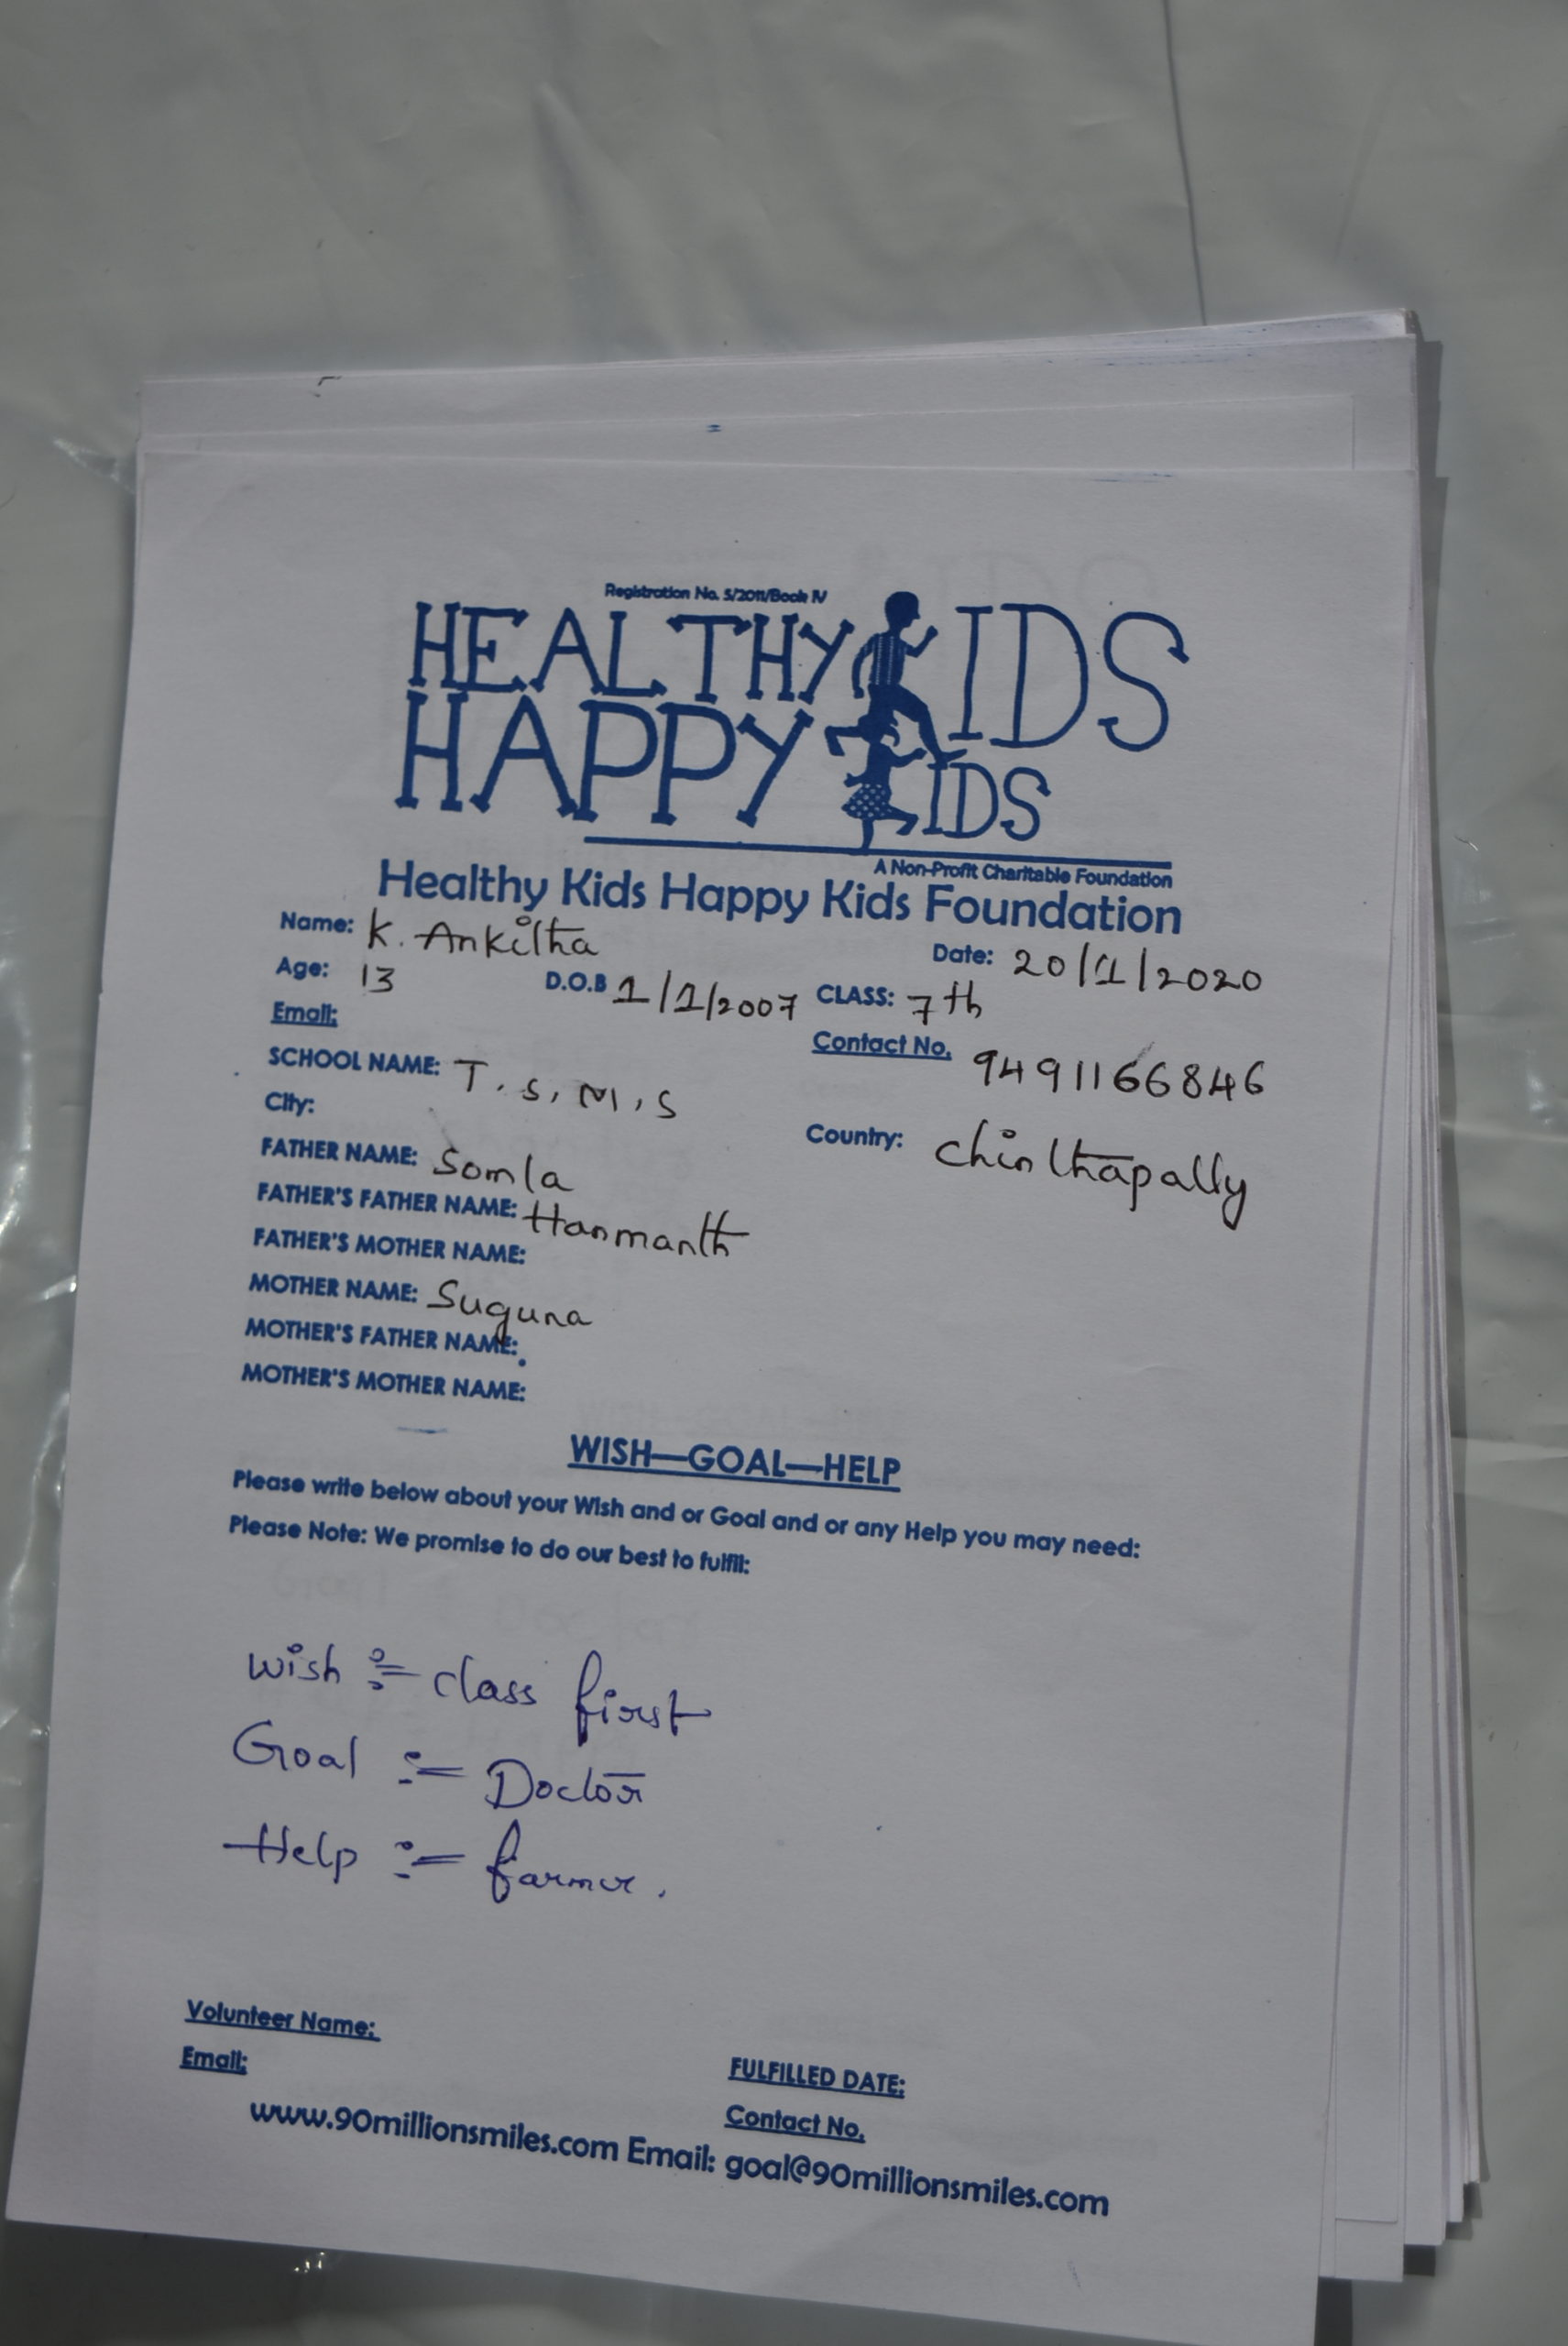 Registration No. 5/2011/Book IV
HEALTHY KIDS
HAPPY KIDS
A Non-Profit Charitable Foundation
Healthy Kids Happy Kids Foundation
Name: K. Ankitha
Date: 20/1/2020
Age: 13 D.O.B 1/1/2007 CLASS: 7th
Email:
Contact No. 9491166846
SCHOOL NAME: T.S.M.S
City:
Country: Chinthapally
FATHER NAME: Somla
FATHER'S FATHER NAME: Hanmanth
FATHER'S MOTHER NAME:
MOTHER NAME: Suguna
MOTHER'S FATHER NAME:
MOTHER'S MOTHER NAME:
WISH—GOAL—HELP
Please write below about your Wish and or Goal and or any Help you may need:
Please Note: We promise to do our best to fulfil:
Wish :- class first
Goal :- Doctor
Help :- farmer.
Volunteer Name:
Email:
FULFILLED DATE:
Contact No.
www.90millionsmiles.com Email: goal@90millionsmiles.com